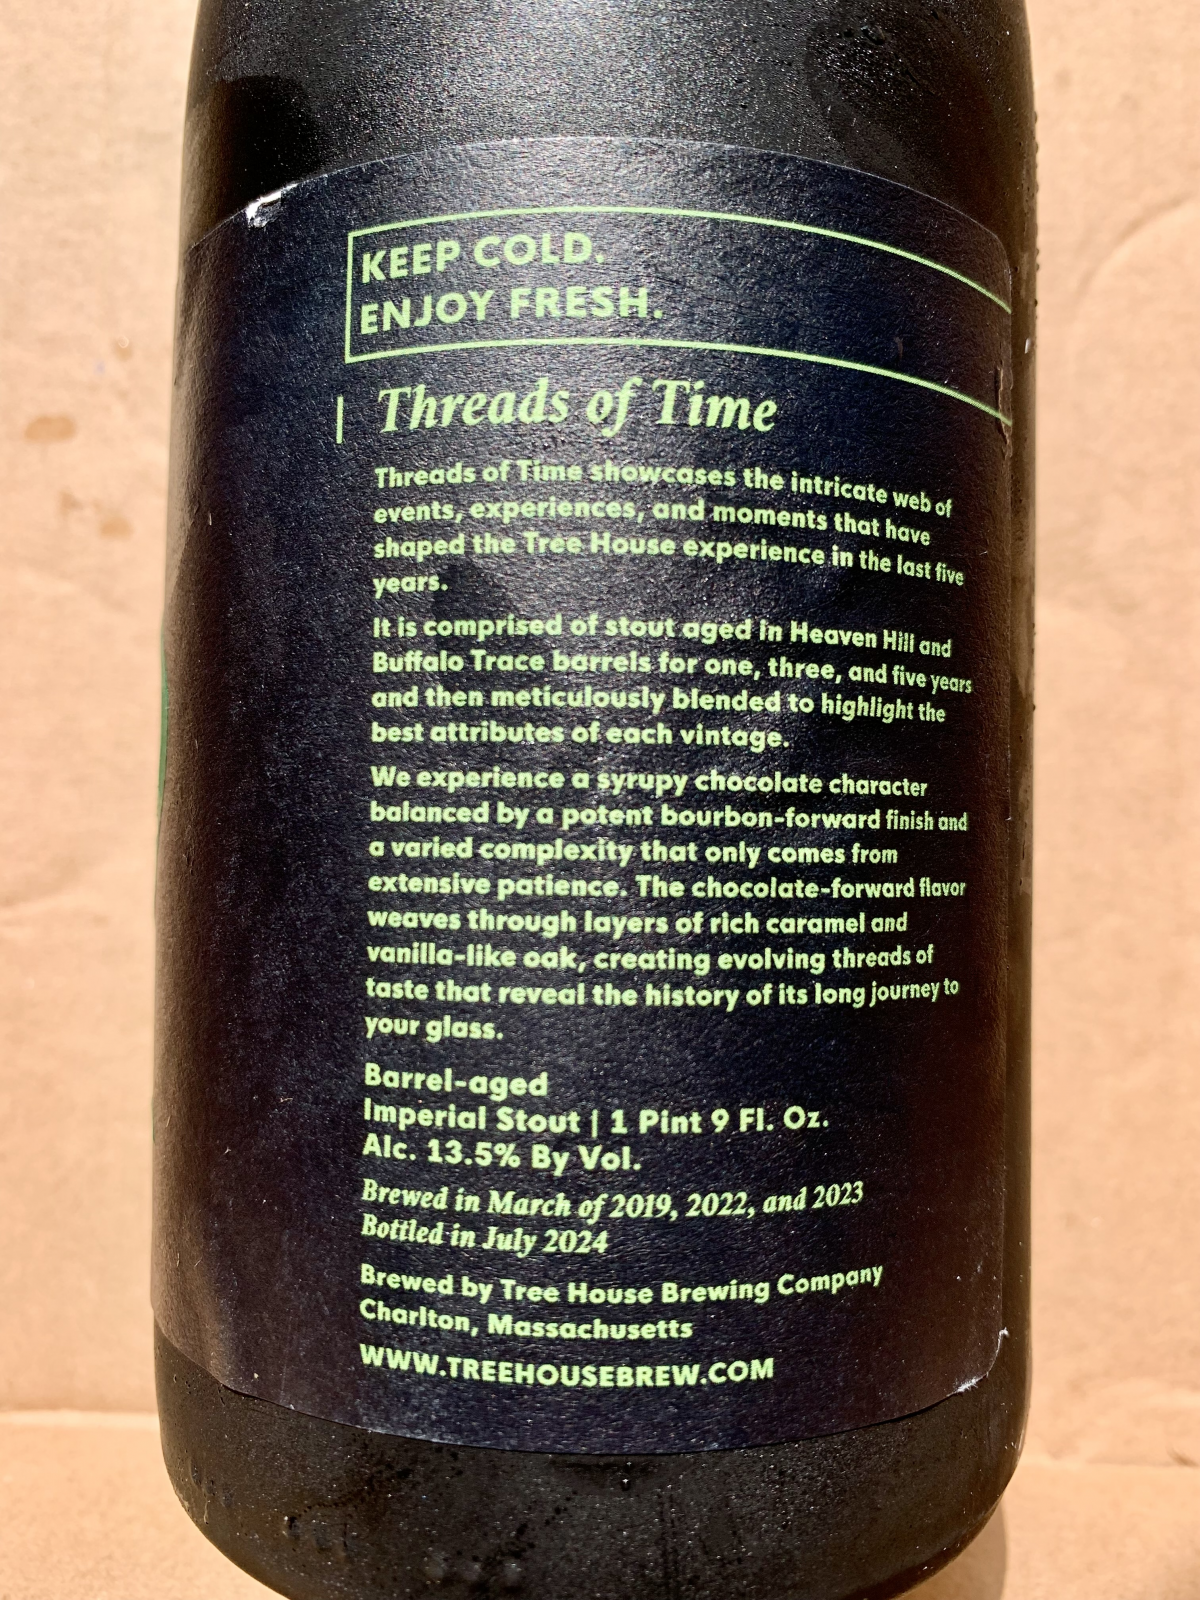 KEEP COLD.
ENJOY FRESH.
Threads of Time
Threads of Time showcases the intricate web of
events, experiences, and moments that have
shaped the Tree House experience in the last five
years.
It is comprised of stout aged in Heaven Hill and
Buffalo Trace barrels for one, three, and five years
and then meticulously blended to highlight the
best attributes of each vintage.
We experience a syrupy chocolate character
balanced by a potent bourbon-forward finish and
a varied complexity that only comes from
extensive patience. The chocolate-forward flavor
weaves through layers of rich caramel and
vanilla-like oak, creating evolving threads of
taste that reveal the history of its long journey to
your glass.
Barrel-aged
Imperial Stout | 1 Pint 9 Fl. Oz.
Alc. 13.5% By Vol.
Brewed in March of 2019, 2022, and 2023
Bottled in July 2024
Brewed by Tree House Brewing Company
Charlton, Massachusetts
WWW.TREEHOUSEBREW.COM